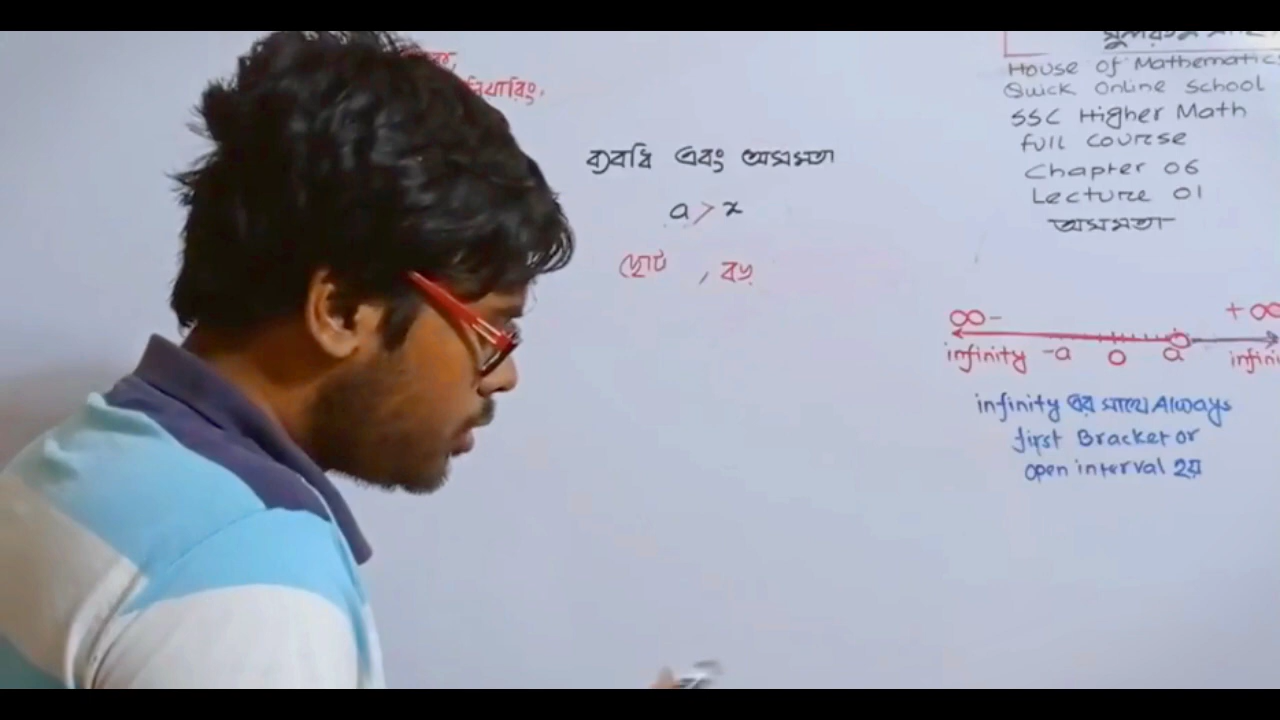 ব্যবধি এবং অসমতা
a > x
ছোট , বড়
House of Mathematics
Quick Online School
SSC Higher Math
full course
Chapter 06
Lecture 01
অসমতা
∞- +∞
infinity -a 0 a
infinity এর সাথে Always
first Bracket or
open interval হয়